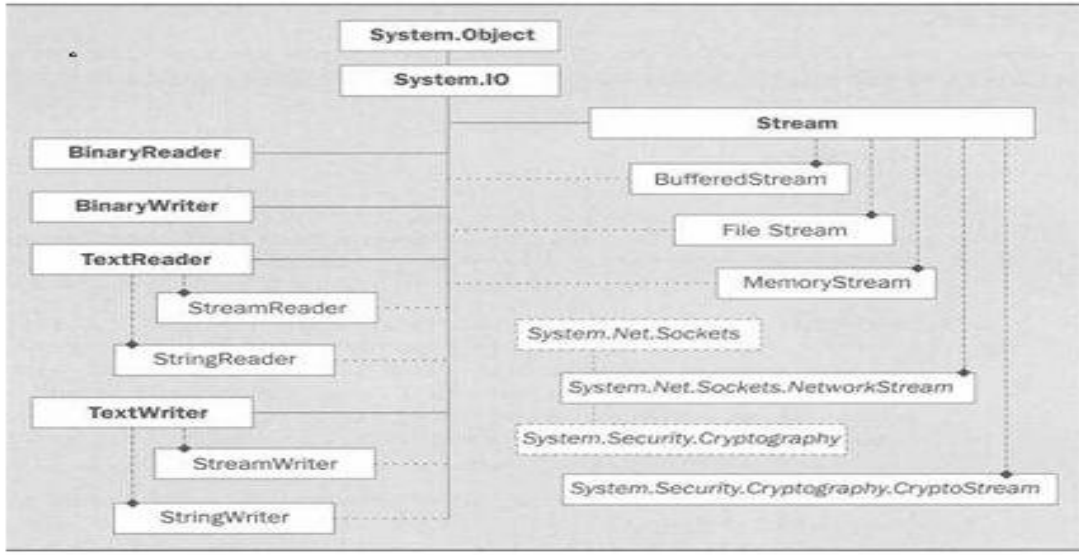 System.Object
System.IO
Stream
BinaryReader
BufferedStream
BinaryWriter
File Stream
TextReader
MemoryStream
StreamReader
System.Net.Sockets
StringReader
System.Net.Sockets.NetworkStream
TextWriter
System.Security.Cryptography
StreamWriter
System.Security.Cryptography.CryptoStream
StringWriter